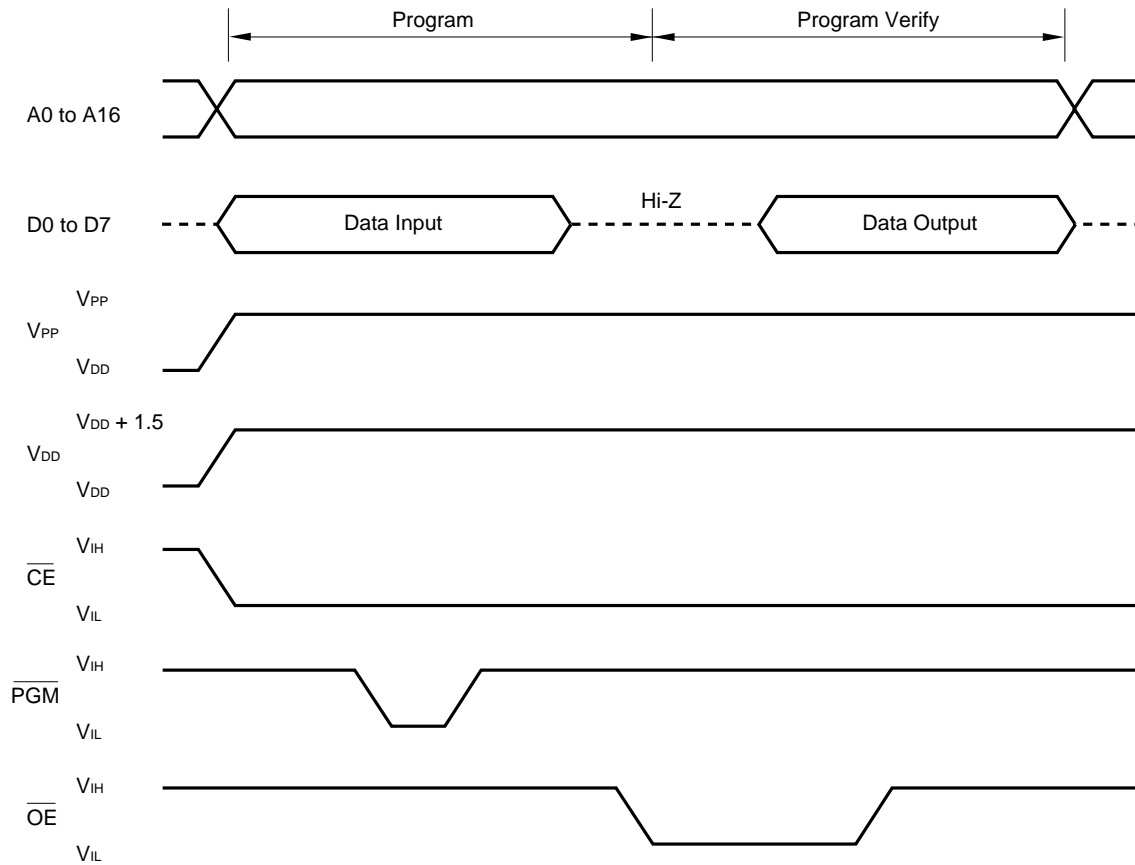 Program Program Verify
A0 to A16
Hi-Z
D0 to D7 Data Input Data Output
VPP
VPP
VDD
VDD + 1.5
VDD
VDD
VIH
CE
VIL
VIH
PGM
VIL
VIH
OE
VIL